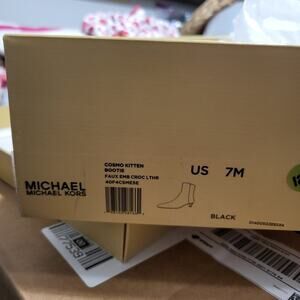 COSMO KITTEN
BOOTIE
FAUX EMB CROC LTHR
40F4CSME5E
US 7M
MICHAEL
MICHAEL KORS
BLACK